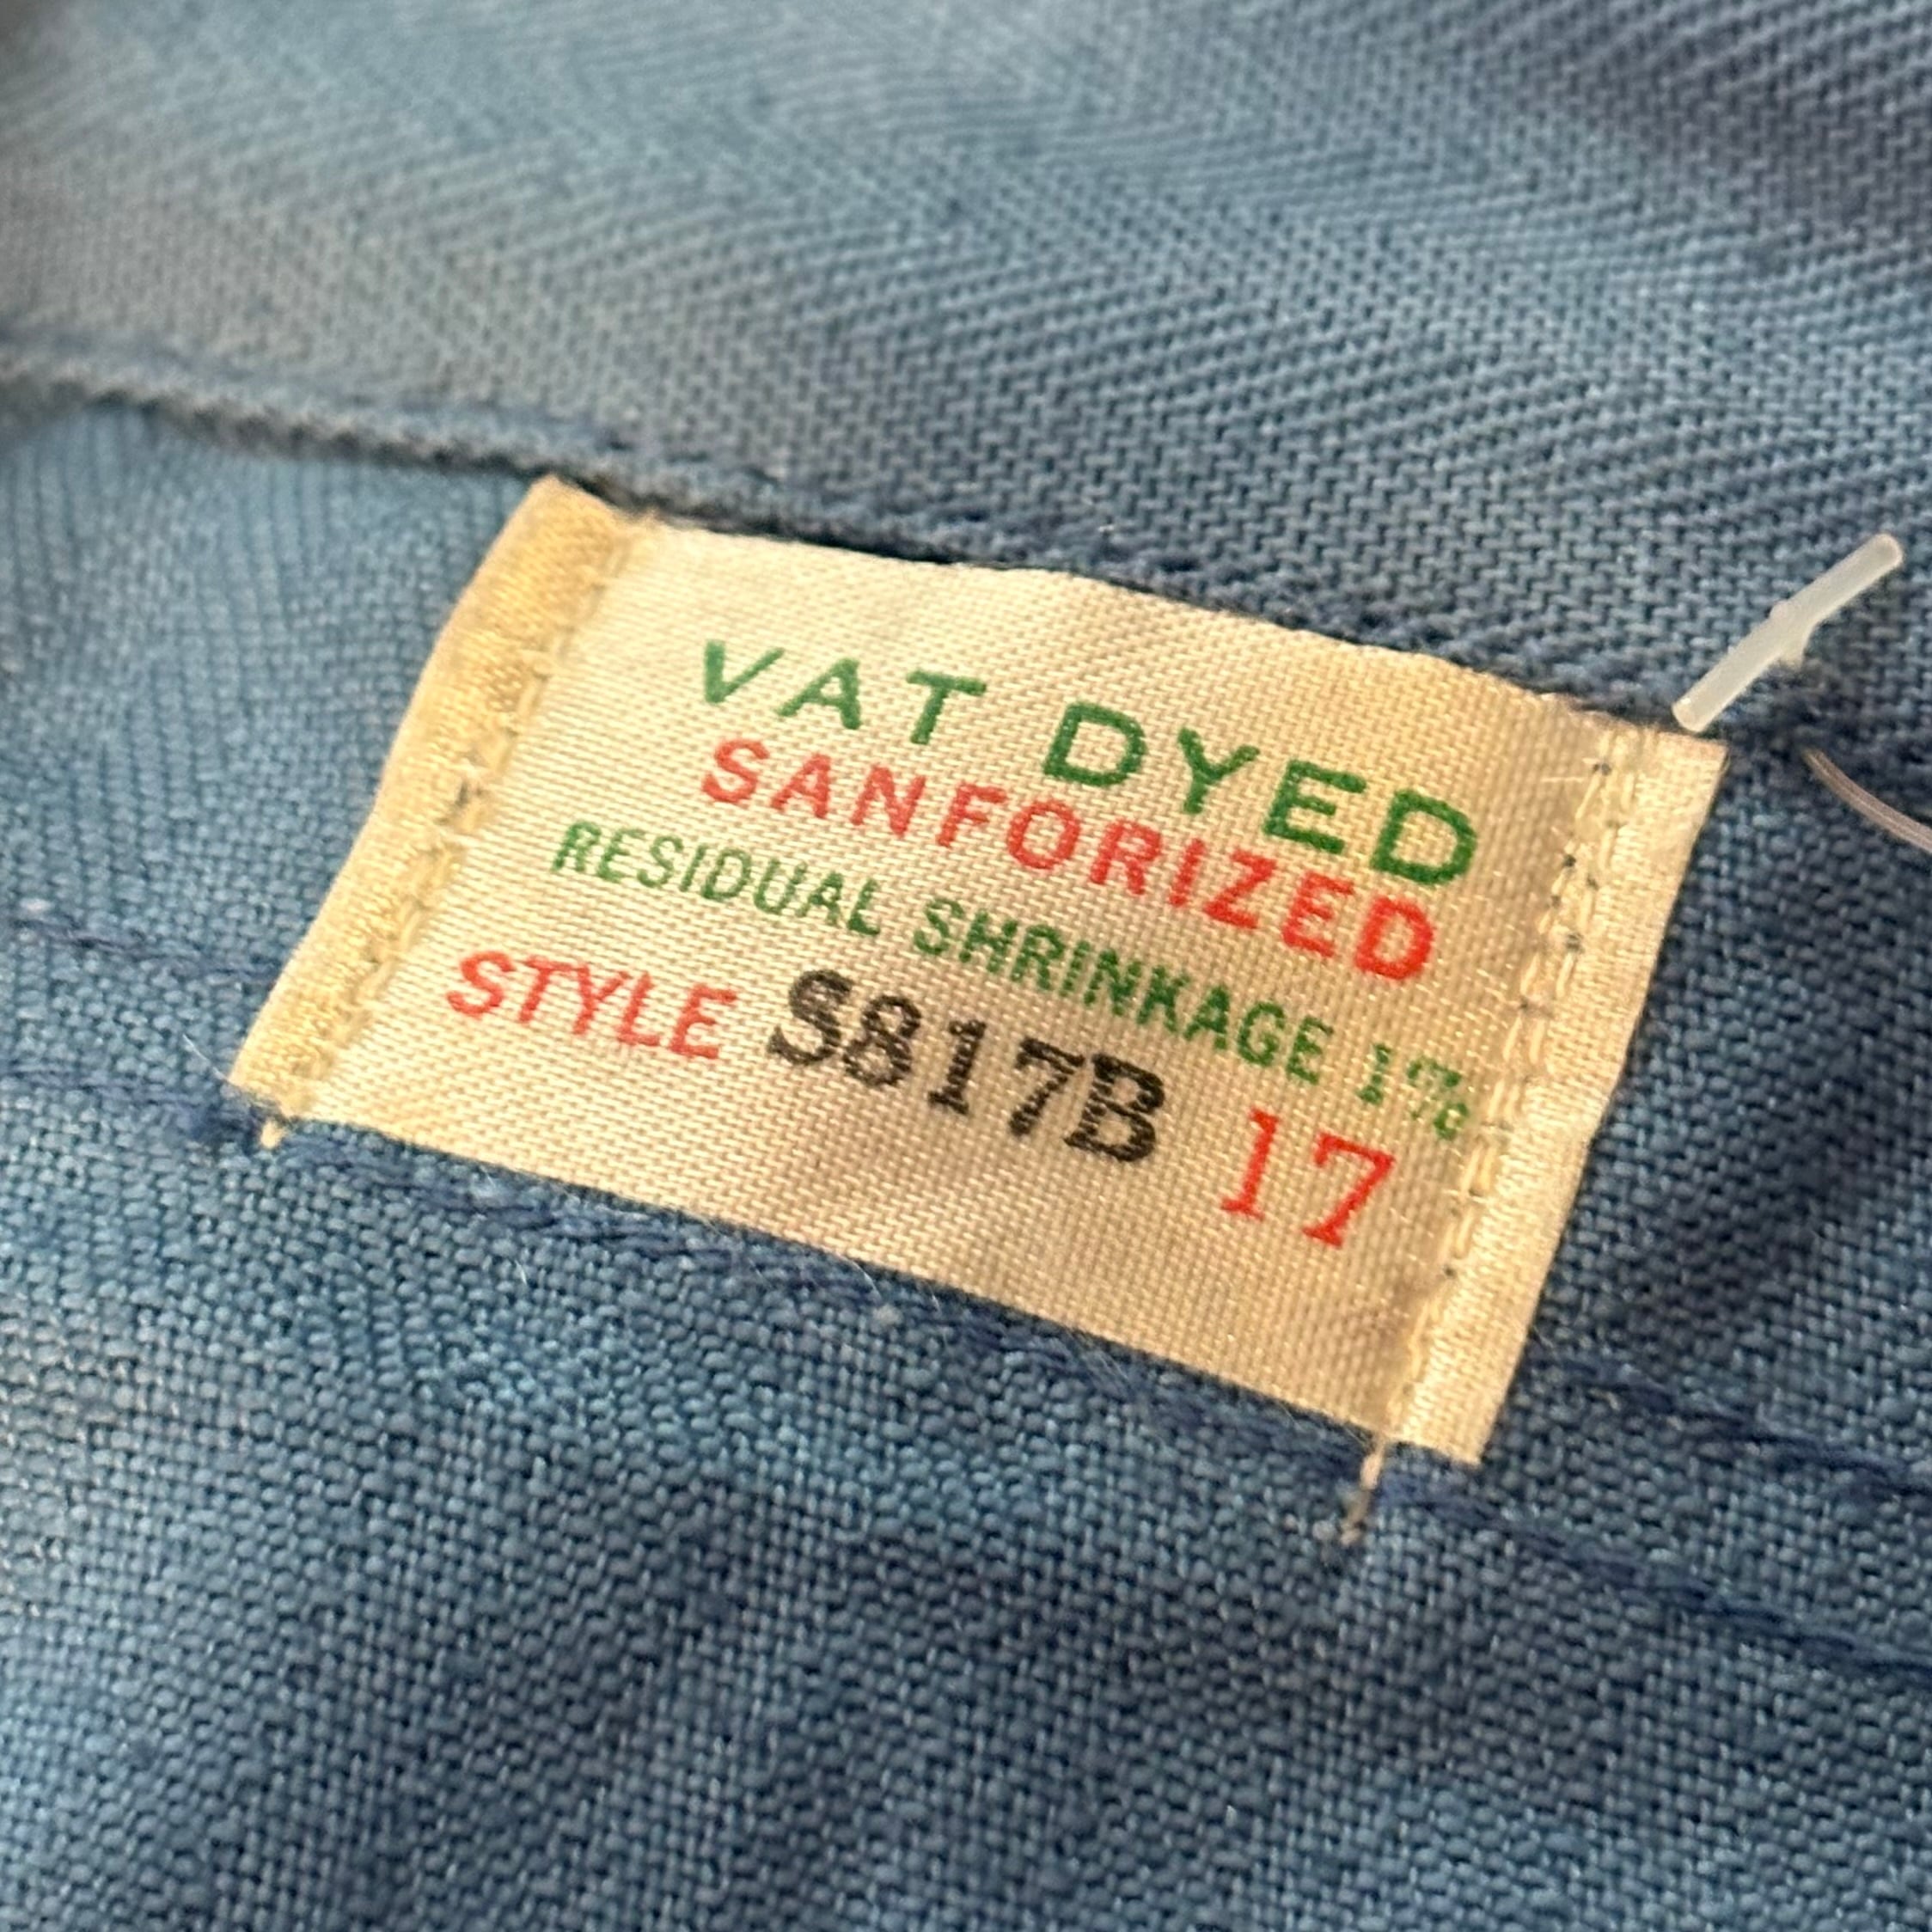 VAT DYED
SANFORIZED
RESIDUAL SHRINKAGE 1%
STYLE S817B 17